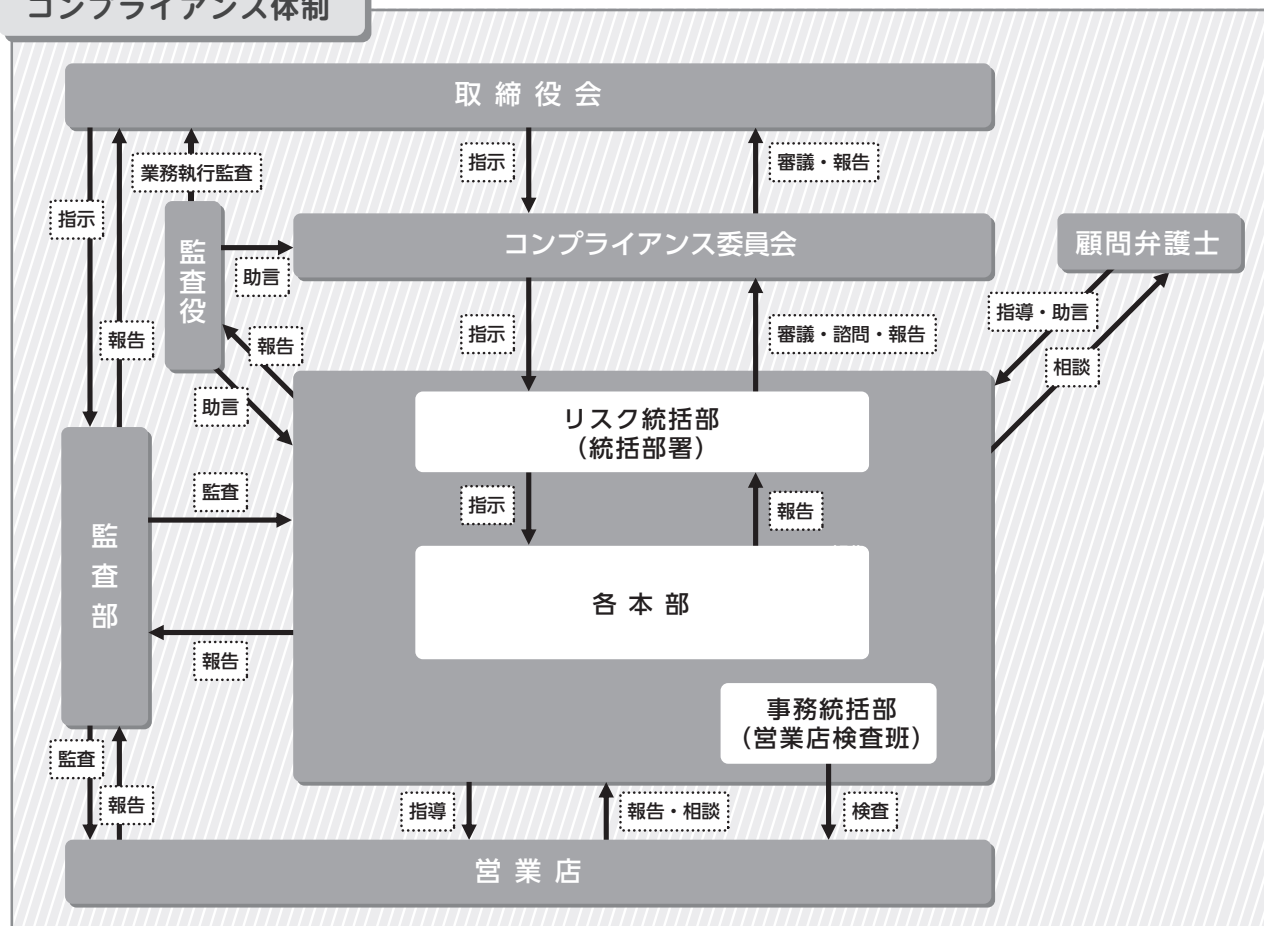 コンプライアンス体制
取締役会
業務執行監査
指示
審議・報告
指示
監査役
コンプライアンス委員会
顧問弁護士
助言
報告
報告
指示
審議・諮問・報告
指導・助言
相談
助言
リスク統括部
（統括部署）
監査
指示
報告
監査部
各本部
報告
事務統括部
（営業店検査班）
監査
報告
指導
報告・相談
検査
営業店